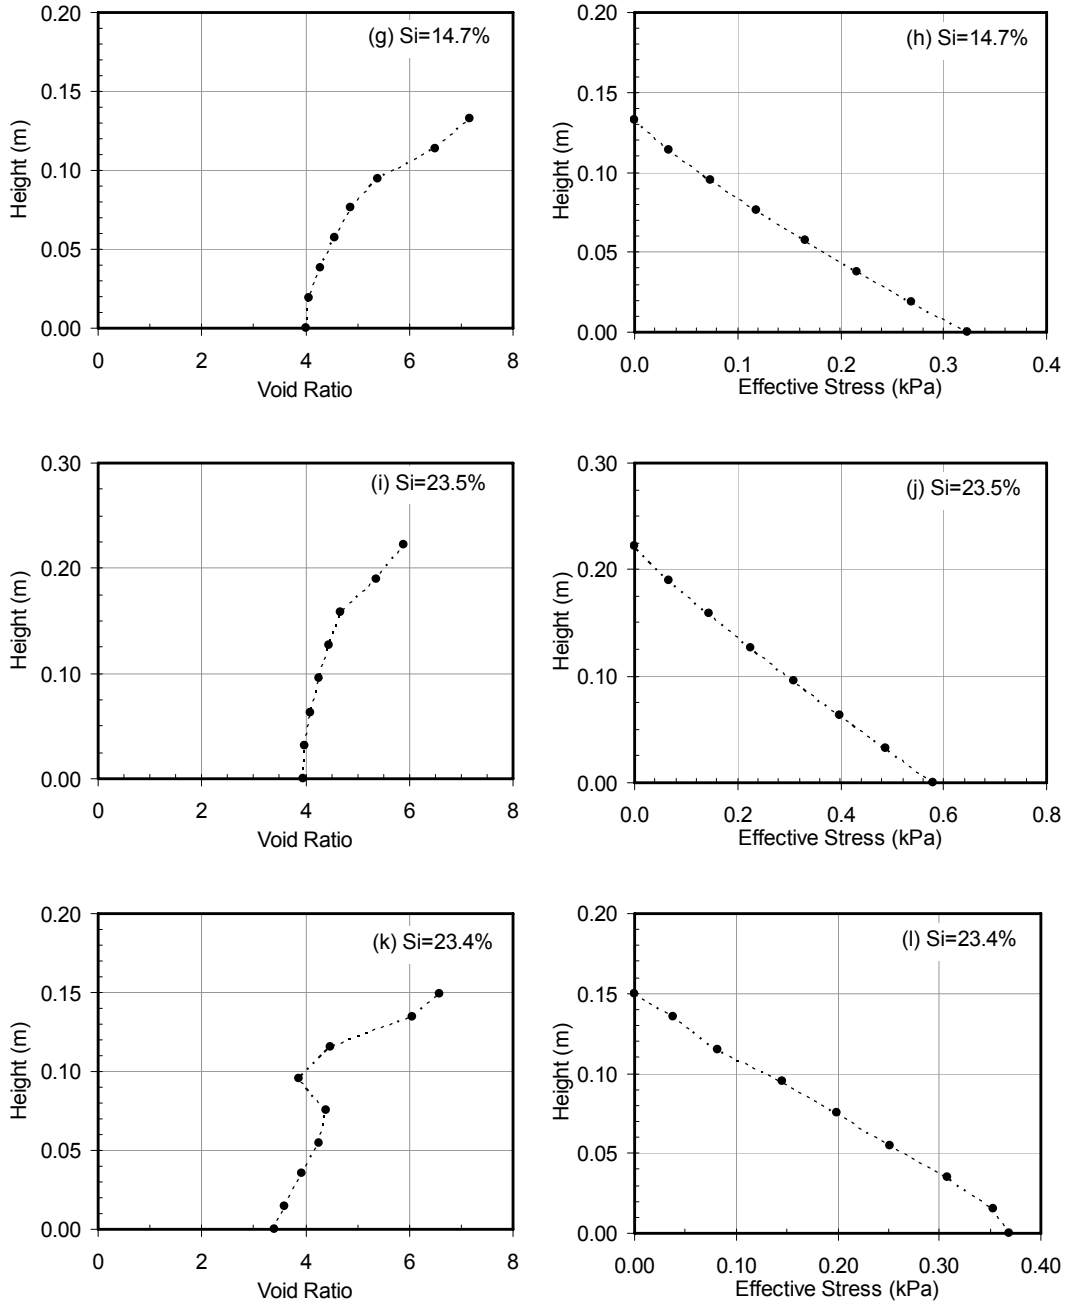 (g) Si=14.7%
Height (m)
0.20
0.15
0.10
0.05
0.00
0 2 4 6 8
Void Ratio
(h) Si=14.7%
Height (m)
0.20
0.15
0.10
0.05
0.00
0.0 0.1 0.2 0.3 0.4
Effective Stress (kPa)
(i) Si=23.5%
Height (m)
0.30
0.20
0.10
0.00
0 2 4 6 8
Void Ratio
(j) Si=23.5%
Height (m)
0.30
0.20
0.10
0.00
0.0 0.2 0.4 0.6 0.8
Effective Stress (kPa)
(k) Si=23.4%
Height (m)
0.20
0.15
0.10
0.05
0.00
0 2 4 6 8
Void Ratio
(l) Si=23.4%
Height (m)
0.20
0.15
0.10
0.05
0.00
0.00 0.10 0.20 0.30 0.40
Effective Stress (kPa)